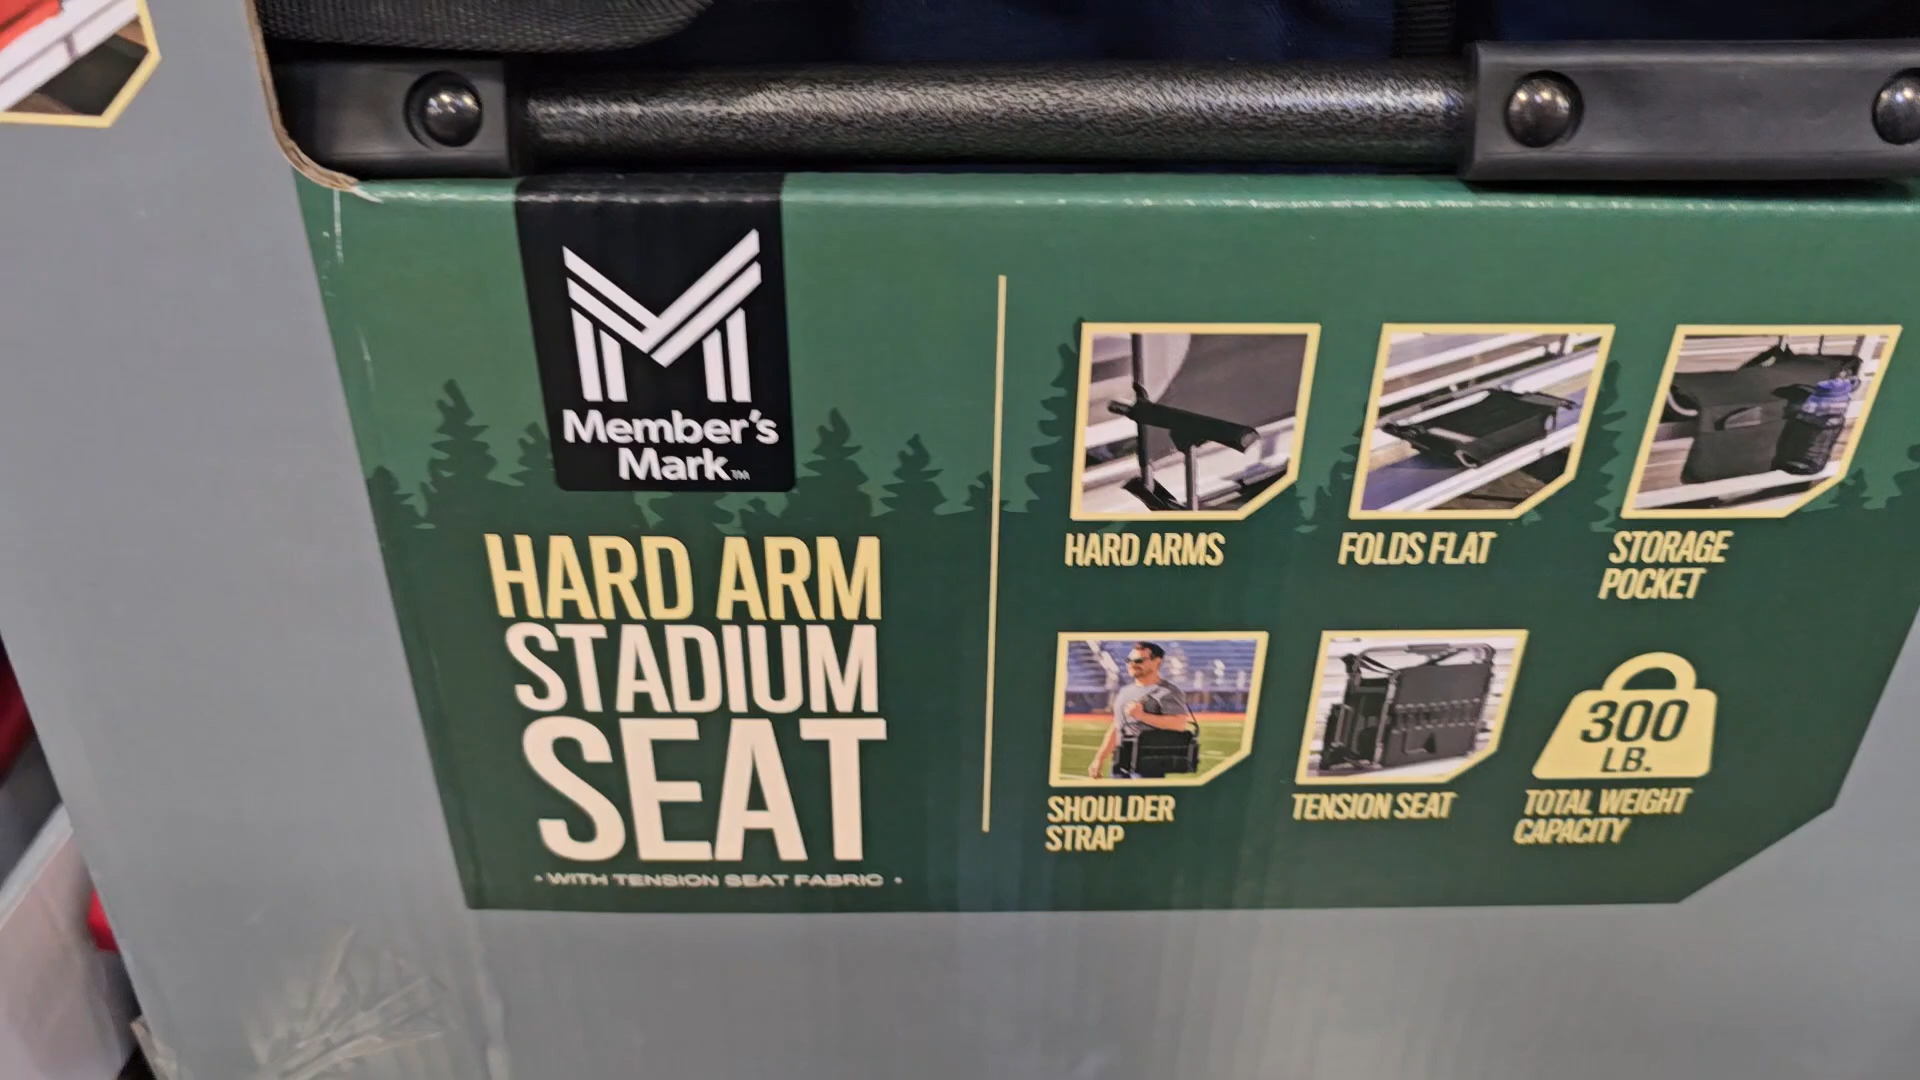 Member's
Mark™
HARD ARM
STADIUM
SEAT
• WITH TENSION SEAT FABRIC •
HARD ARMS
FOLDS FLAT
STORAGE
POCKET
SHOULDER
STRAP
TENSION SEAT
300
LB.
TOTAL WEIGHT
CAPACITY